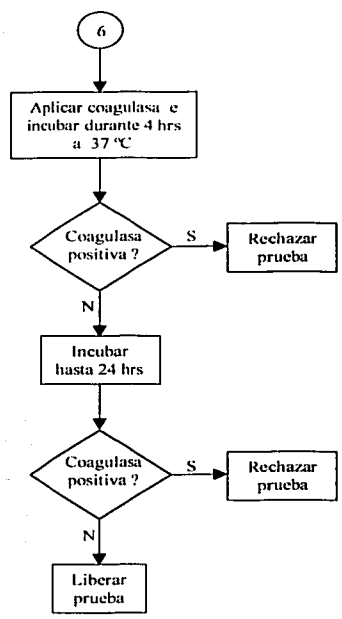 6
Aplicar coagulasa e
incubar durante 4 hrs
a 37 ºC
Coagulasa
positiva ?
S
Rechazar
prueba
N
Incubar
hasta 24 hrs
Coagulasa
positiva ?
S
Rechazar
prueba
N
Liberar
prueba